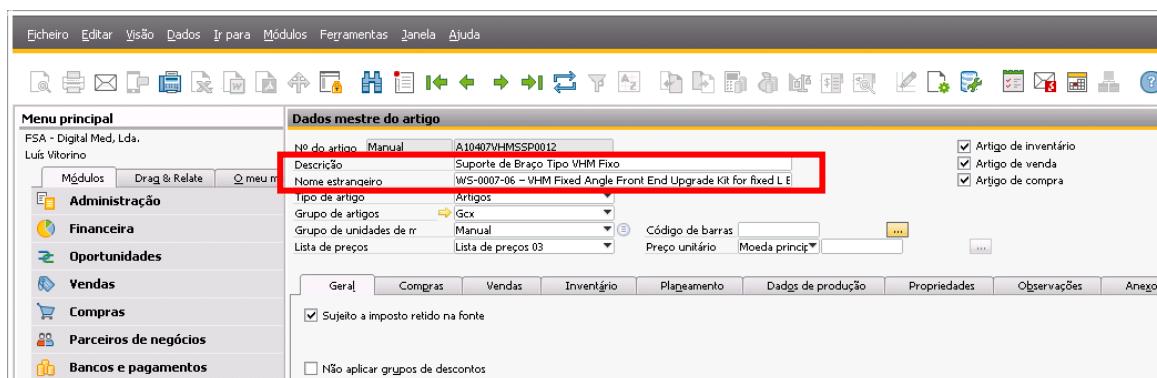 Ficheiro Editar Visão Dados Ir para Módulos Ferramentas Janela Ajuda
Menu principal
FSA - Digital Med, Lda.
Luís Vitorino
Módulos Drag & Relate O meu m
Administração
Financeira
Oportunidades
Vendas
Compras
Parceiros de negócios
Bancos e pagamentos
Dados mestre do artigo
Nº do artigo Manual A10407VHMSSP0012
Descrição Suporte de Braço Tipo VHM Fixo
Nome estrangeiro WS-0007-06 – VHM Fixed Angle Front End Upgrade Kit for fixed L E
Tipo de artigo Artigos
Grupo de artigos Gcx
Grupo de unidades de m Manual Código de barras ...
Lista de preços Lista de preços 03 Preço unitário Moeda princip ...
Artigo de inventário
Artigo de venda
Artigo de compra
Geral Compras Vendas Inventário Planeamento Dados de produção Propriedades Observações Anexo
Sujeito a imposto retido na fonte
Não aplicar grupos de descontos